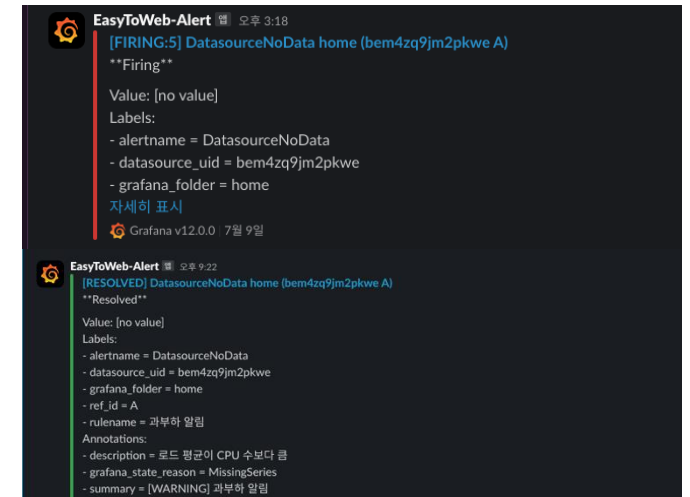 EasyToWeb-Alert 앱 오후 3:18
[FIRING:5] DatasourceNoData home (bem4zq9jm2pkwe A)
**Firing**
Value: [no value]
Labels:
- alertname = DatasourceNoData
- datasource_uid = bem4zq9jm2pkwe
- grafana_folder = home
자세히 표시
Grafana v12.0.0 | 7월 9일
EasyToWeb-Alert 앱 오후 9:22
[RESOLVED] DatasourceNoData home (bem4zq9jm2pkwe A)
**Resolved**
Value: [no value]
Labels:
- alertname = DatasourceNoData
- datasource_uid = bem4zq9jm2pkwe
- grafana_folder = home
- ref_id = A
- rulename = 과부하 알림
Annotations:
- description = 로드 평균이 CPU 수보다 큼
- grafana_state_reason = MissingSeries
- summary = [WARNING] 과부하 알림